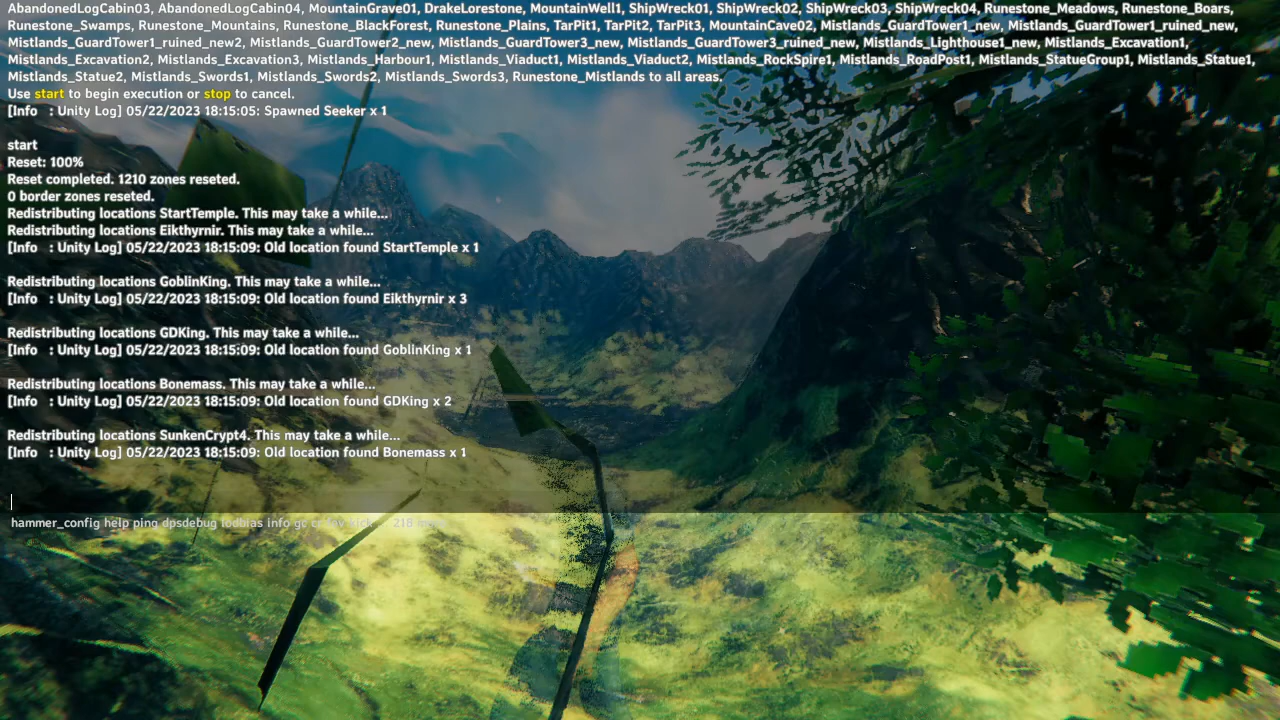 AbandonedLogCabin03, AbandonedLogCabin04, MountainGrave01, DrakeLorestone, MountainWell1, ShipWreck01, ShipWreck02, ShipWreck03, ShipWreck04, Runestone_Meadows, Runestone_Boars,
Runestone_Swamps, Runestone_Mountains, Runestone_BlackForest, Runestone_Plains, TarPit1, TarPit2, TarPit3, MountainCave02, Mistlands_GuardTower1_new, Mistlands_GuardTower1_ruined_new,
Mistlands_GuardTower1_ruined_new2, Mistlands_GuardTower2_new, Mistlands_GuardTower3_new, Mistlands_GuardTower3_ruined_new, Mistlands_Lighthouse1_new, Mistlands_Excavation1,
Mistlands_Excavation2, Mistlands_Excavation3, Mistlands_Harbour1, Mistlands_Viaduct1, Mistlands_Viaduct2, Mistlands_RockSpire1, Mistlands_RoadPost1, Mistlands_StatueGroup1, Mistlands_Statue1,
Mistlands_Statue2, Mistlands_Swords1, Mistlands_Swords2, Mistlands_Swords3, Runestone_Mistlands to all areas.
Use start to begin execution or stop to cancel.
[Info   : Unity Log] 05/22/2023 18:15:05: Spawned Seeker x 1
start
Reset: 100%
Reset completed. 1210 zones reseted.
0 border zones reseted.
Redistributing locations StartTemple. This may take a while...
Redistributing locations Eikthyrnir. This may take a while...
[Info   : Unity Log] 05/22/2023 18:15:09: Old location found StartTemple x 1
Redistributing locations GoblinKing. This may take a while...
[Info   : Unity Log] 05/22/2023 18:15:09: Old location found Eikthyrnir x 3
Redistributing locations GDKing. This may take a while...
[Info   : Unity Log] 05/22/2023 18:15:09: Old location found GoblinKing x 1
Redistributing locations Bonemass. This may take a while...
[Info   : Unity Log] 05/22/2023 18:15:09: Old location found GDKing x 2
Redistributing locations SunkenCrypt4. This may take a while...
[Info   : Unity Log] 05/22/2023 18:15:09: Old location found Bonemass x 1
hammer_config help ping dpsdebug lodbias info gc